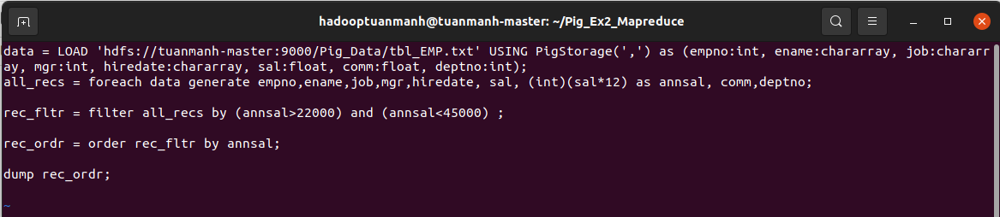 hadooptuanmanh@tuanmanh-master: ~/Pig_Ex2_Mapreduce
data = LOAD 'hdfs://tuanmanh-master:9000/Pig_Data/tbl_EMP.txt' USING PigStorage(',') as (empno:int, ename:chararray, job:chararr
ay, mgr:int, hiredate:chararray, sal:float, comm:float, deptno:int);
all_recs = foreach data generate empno,ename,job,mgr,hiredate, sal, (int)(sal*12) as annsal, comm,deptno;
rec_fltr = filter all_recs by (annsal>22000) and (annsal<45000) ;
rec_ordr = order rec_fltr by annsal;
dump rec_ordr;
~